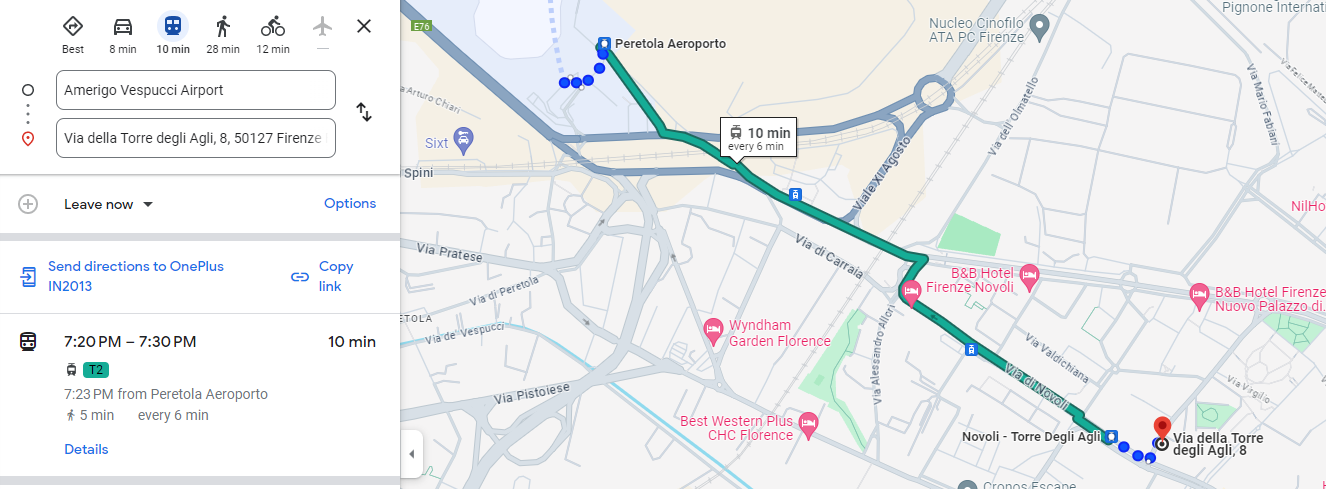 Best
8 min
10 min
28 min
12 min
—
Amerigo Vespucci Airport
Via della Torre degli Agli, 8, 50127 Firenze
Leave now
Options
Send directions to OnePlus
IN2013
Copy
link
7:20 PM – 7:30 PM
10 min
T2
7:23 PM from Peretola Aeroporto
5 min
every 6 min
Details
E76
Peretola Aeroporto
Nucleo Cinofilo
ATA PC Firenze
Pignone Internati
a Arturo Chiari
Sixt
Spini
10 min
every 6 min
Viale XI Agosto
Via dell'Olmatello
Via Mario Fabiani
Via Felice Matteucci
NilHo
Via Pratese
Via di Carraia
B&B Hotel
Firenze Novoli
B&B Hotel Firenze
Nuovo Palazzo di.
Via di Peretola
ETOLA
Via de' Vespucci
Wyndham
Garden Florence
Via Alessandro Allori
Via Valdichiana
Via di Novoli
Via Virgilio
Via Pistoiese
Best Western Plus
CHC Florence
Novoli - Torre Degli Agli
Via della Torre
degli Agli, 8
Cronos Escape